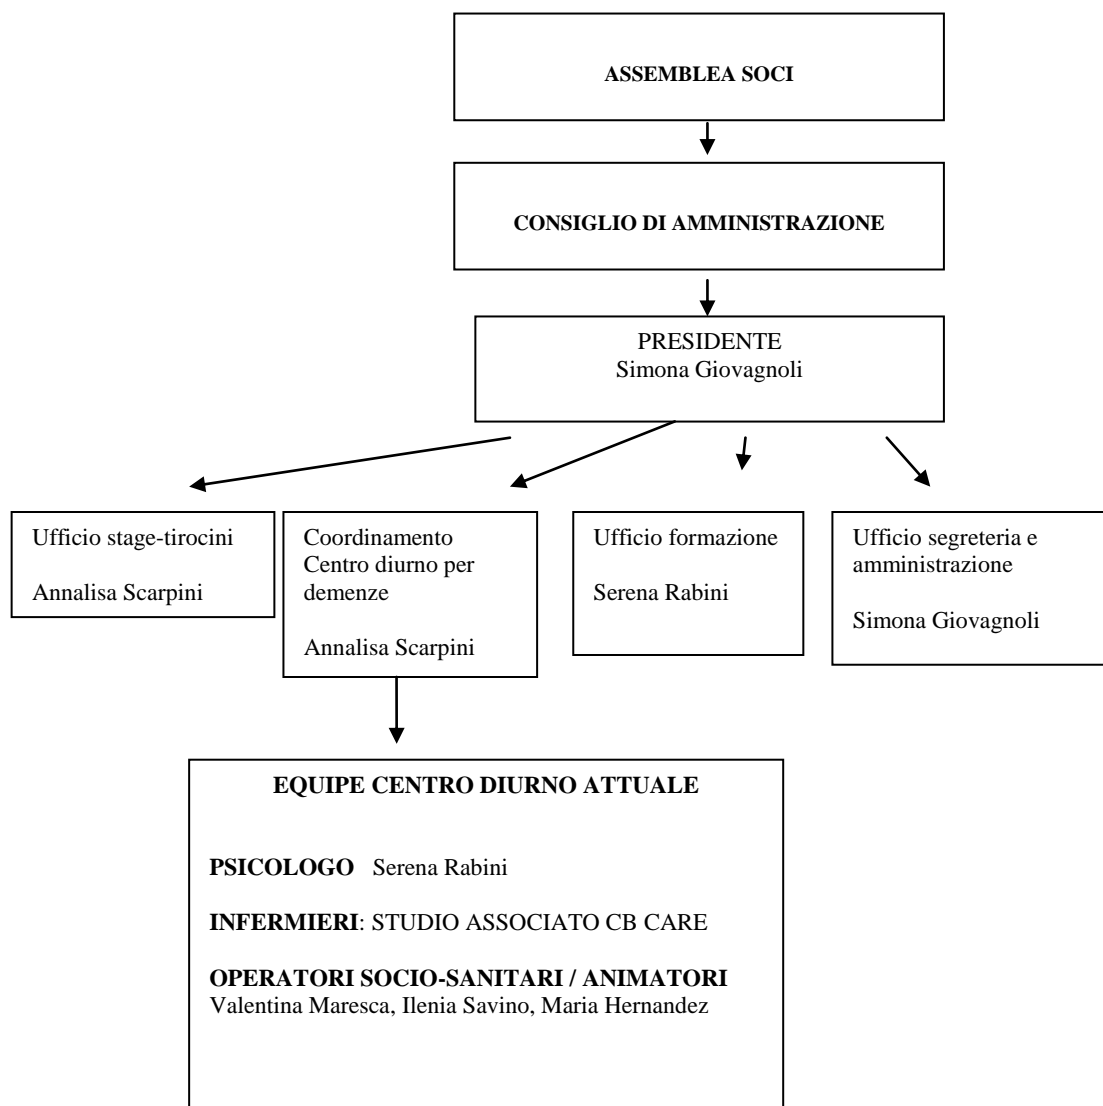 ASSEMBLEA SOCI
CONSIGLIO DI AMMINISTRAZIONE
PRESIDENTE
Simona Giovagnoli
Ufficio stage-tirocini
Annalisa Scarpini
Coordinamento
Centro diurno per
demenze
Annalisa Scarpini
Ufficio formazione
Serena Rabini
Ufficio segreteria e
amministrazione
Simona Giovagnoli
EQUIPE CENTRO DIURNO ATTUALE
PSICOLOGO Serena Rabini
INFERMIERI: STUDIO ASSOCIATO CB CARE
OPERATORI SOCIO-SANITARI / ANIMATORI
Valentina Maresca, Ilenia Savino, Maria Hernandez